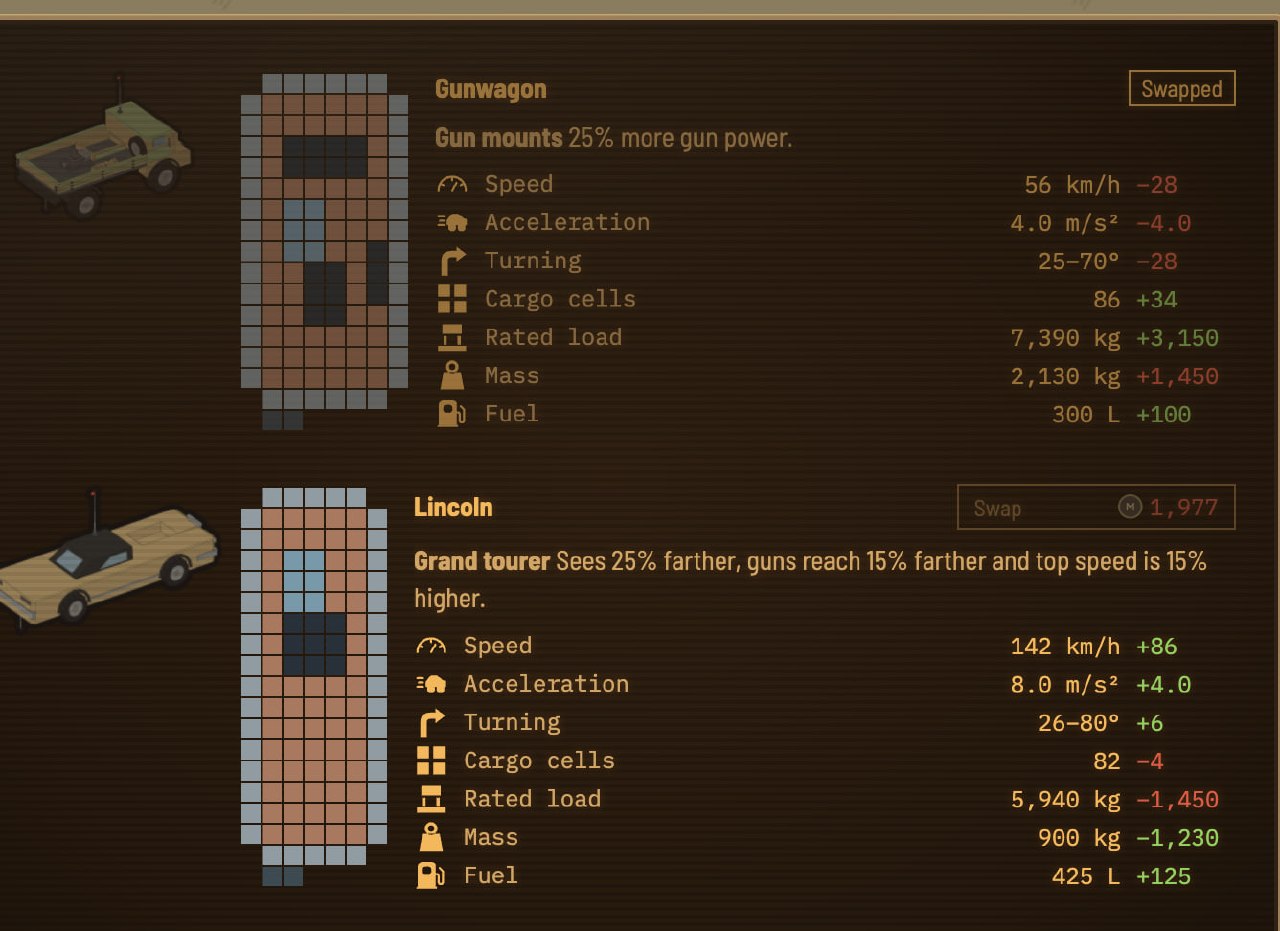 Gunwagon
Swapped
Gun mounts 25% more gun power.
Speed 56 km/h −28
Acceleration 4.0 m/s² −4.0
Turning 25–70° −28
Cargo cells 86 +34
Rated load 7,390 kg +3,150
Mass 2,130 kg +1,450
Fuel 300 L +100
Lincoln
Swap M 1,977
Grand tourer Sees 25% farther, guns reach 15% farther and top speed is 15%
higher.
Speed 142 km/h +86
Acceleration 8.0 m/s² +4.0
Turning 26–80° +6
Cargo cells 82 −4
Rated load 5,940 kg −1,450
Mass 900 kg −1,230
Fuel 425 L +125